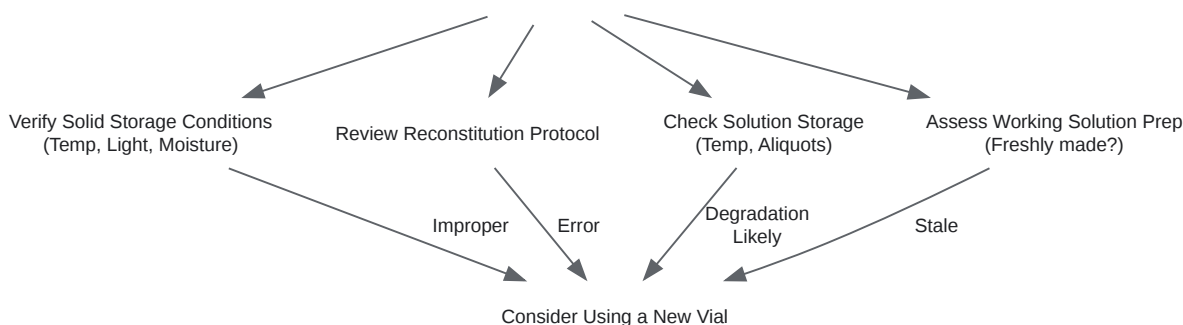 Verify Solid Storage Conditions
(Temp, Light, Moisture)
Review Reconstitution Protocol
Check Solution Storage
(Temp, Aliquots)
Assess Working Solution Prep
(Freshly made?)
Improper
Error
Degradation
Likely
Stale
Consider Using a New Vial